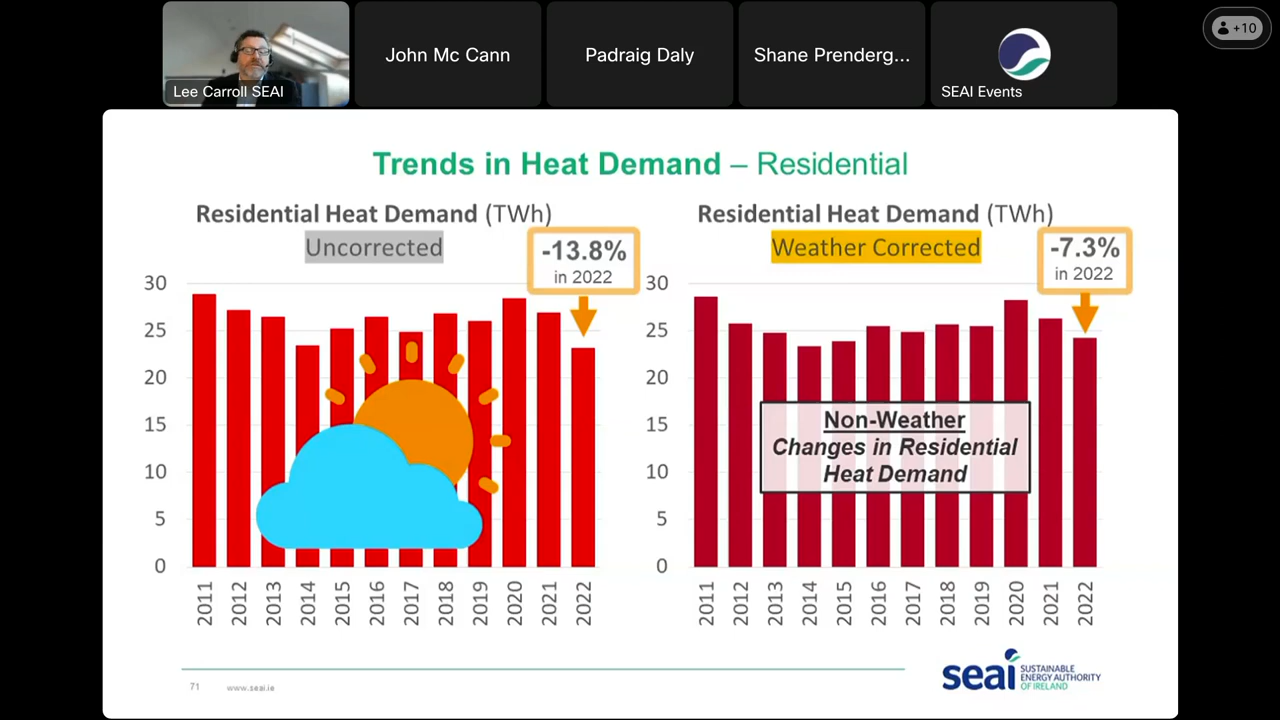 +10
Lee Carroll SEAI
John Mc Cann
Padraig Daly
Shane Prenderg...
SEAI Events
Trends in Heat Demand – Residential
Residential Heat Demand (TWh)
Uncorrected
-13.8%
in 2022
30
25
20
15
10
5
0
2011
2012
2013
2014
2015
2016
2017
2018
2019
2020
2021
2022
Residential Heat Demand (TWh)
Weather Corrected
-7.3%
in 2022
30
25
20
15
10
5
0
Non-Weather
Changes in Residential
Heat Demand
2011
2012
2013
2014
2015
2016
2017
2018
2019
2020
2021
2022
71
www.seai.ie
seai
SUSTAINABLE
ENERGY AUTHORITY
OF IRELAND